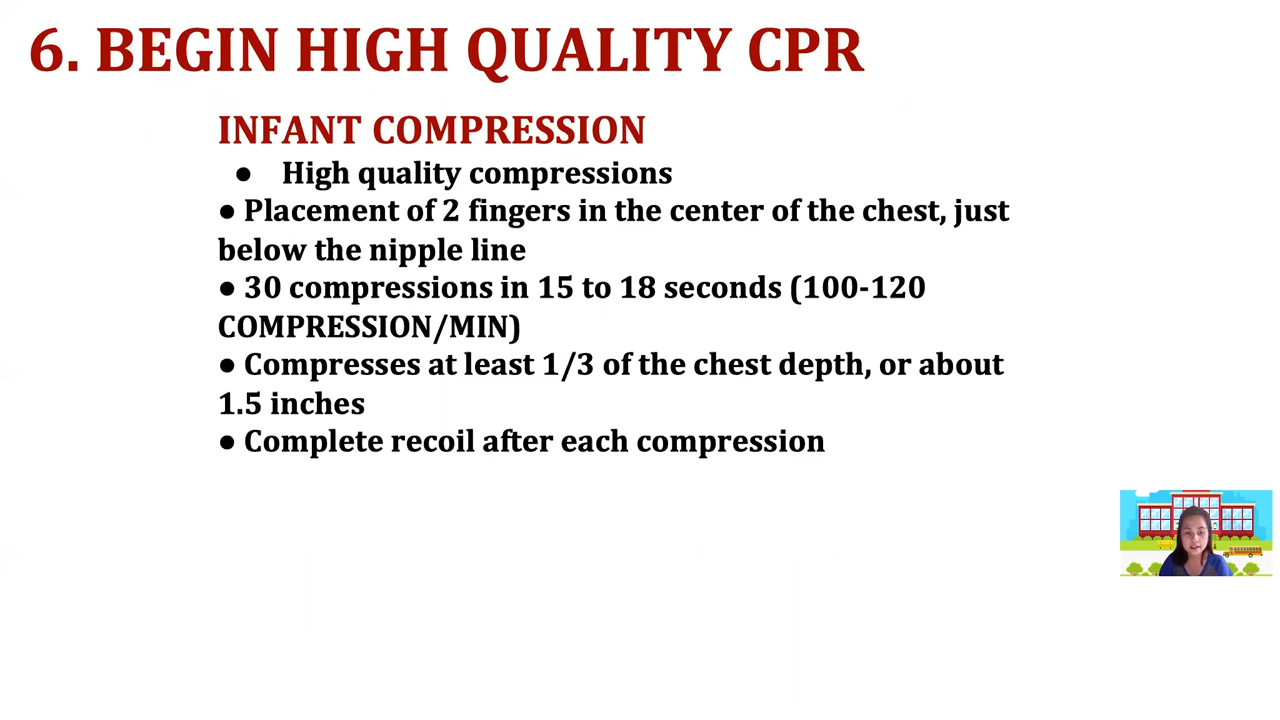 6. BEGIN HIGH QUALITY CPR
INFANT COMPRESSION
● High quality compressions
● Placement of 2 fingers in the center of the chest, just
below the nipple line
● 30 compressions in 15 to 18 seconds (100-120
COMPRESSION/MIN)
● Compresses at least 1/3 of the chest depth, or about
1.5 inches
● Complete recoil after each compression